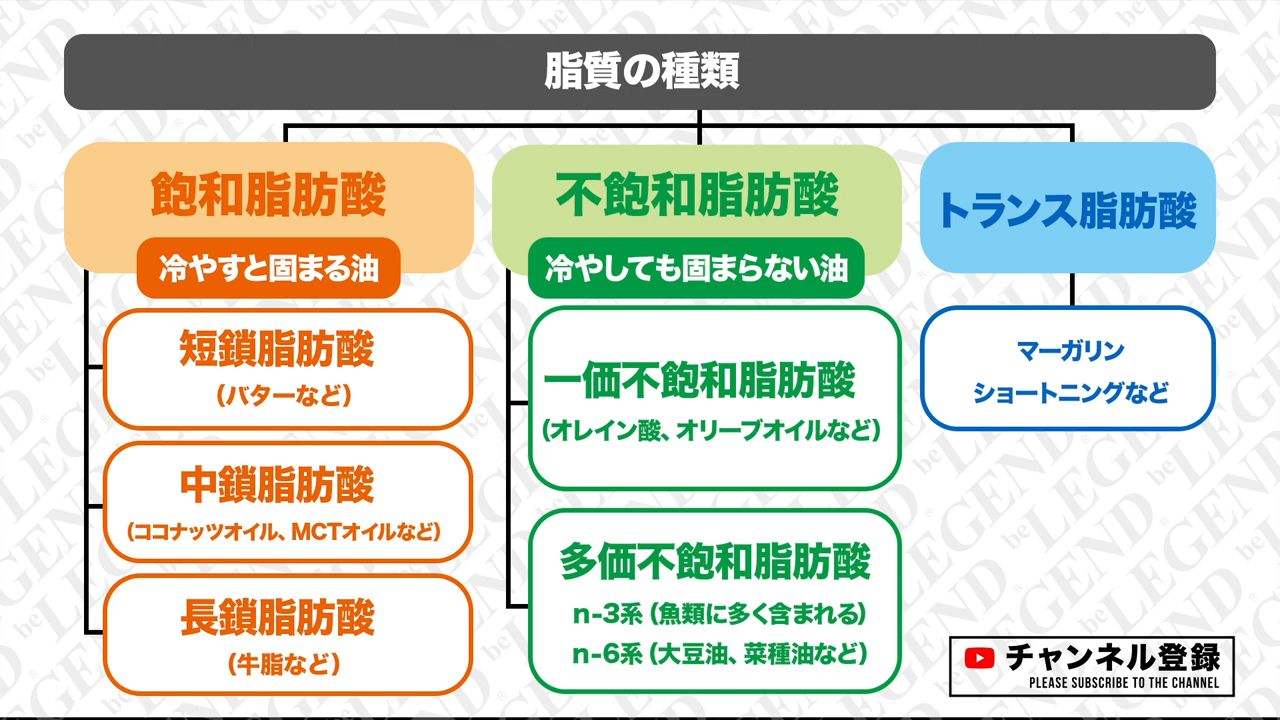 脂質の種類
飽和脂肪酸
冷やすと固まる油
短鎖脂肪酸
（バターなど）
中鎖脂肪酸
（ココナッツオイル、MCTオイルなど）
長鎖脂肪酸
（牛脂など）
不飽和脂肪酸
冷やしても固まらない油
一価不飽和脂肪酸
（オレイン酸、オリーブオイルなど）
多価不飽和脂肪酸
n-3系（魚類に多く含まれる）
n-6系（大豆油、菜種油など）
トランス脂肪酸
マーガリン
ショートニングなど
チャンネル登録
PLEASE SUBSCRIBE TO THE CHANNEL
be LEGEND